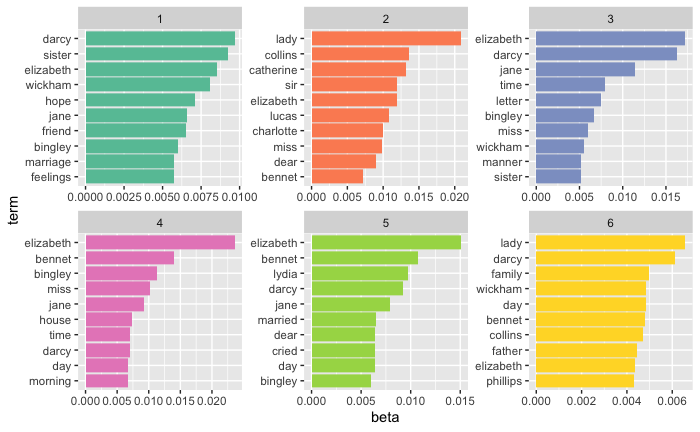 1
darcy
sister
elizabeth
wickham
hope
jane
friend
bingley
marriage
feelings
0.0000 0.0025 0.0050 0.0075 0.0100
2
lady
collins
catherine
sir
elizabeth
lucas
charlotte
miss
dear
bennet
0.000 0.005 0.010 0.015 0.020
3
elizabeth
darcy
jane
time
letter
bingley
miss
wickham
manner
sister
0.000 0.005 0.010 0.015
term
4
elizabeth
bennet
bingley
miss
jane
house
time
darcy
day
morning
0.000 0.005 0.010 0.015 0.020
5
elizabeth
bennet
lydia
darcy
jane
married
dear
cried
day
bingley
0.000 0.005 0.010 0.015
6
lady
darcy
family
wickham
day
bennet
collins
father
elizabeth
phillips
0.000 0.002 0.004 0.006
beta